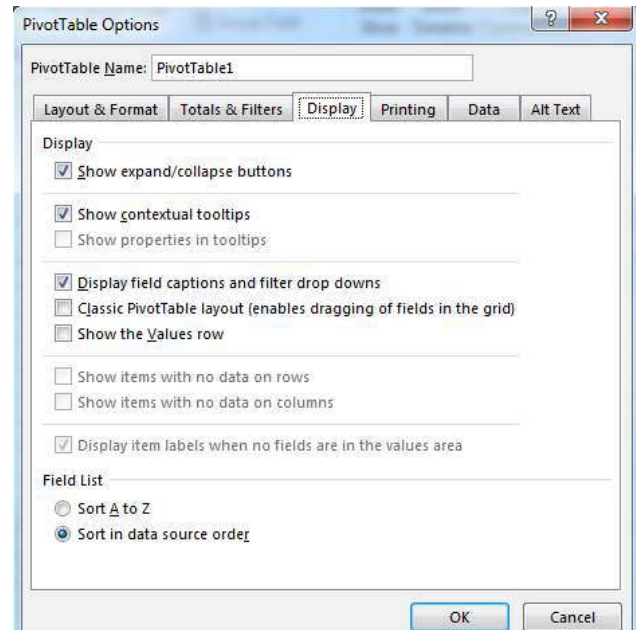 PivotTable Options
PivotTable Name: PivotTable1
Layout & Format Totals & Filters Display Printing Data Alt Text
Display
Show expand/collapse buttons
Show contextual tooltips
Show properties in tooltips
Display field captions and filter drop downs
Classic PivotTable layout (enables dragging of fields in the grid)
Show the Values row
Show items with no data on rows
Show items with no data on columns
Display item labels when no fields are in the values area
Field List
Sort A to Z
Sort in data source order
OK Cancel